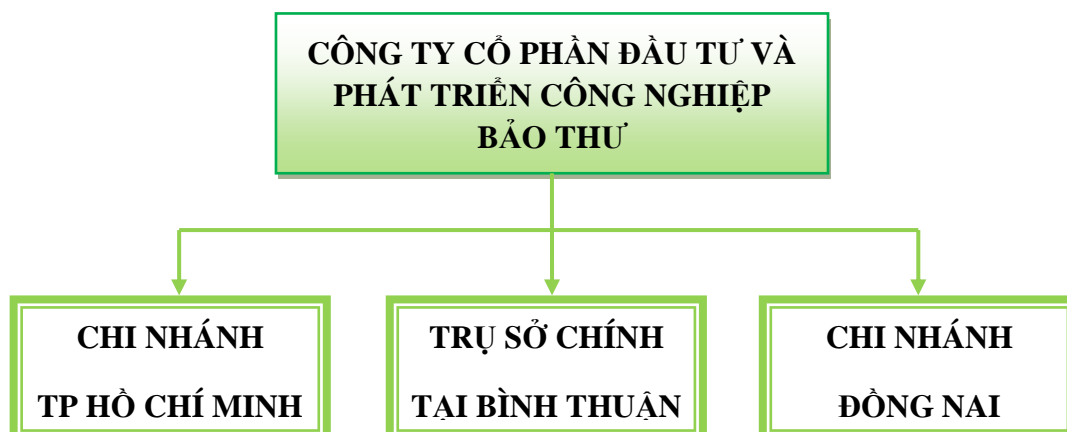 CÔNG TY CỔ PHẦN ĐẦU TƯ VÀ
PHÁT TRIỂN CÔNG NGHIỆP
BẢO THƯ
CHI NHÁNH
TP HỒ CHÍ MINH
TRỤ SỞ CHÍNH
TẠI BÌNH THUẬN
CHI NHÁNH
ĐỒNG NAI